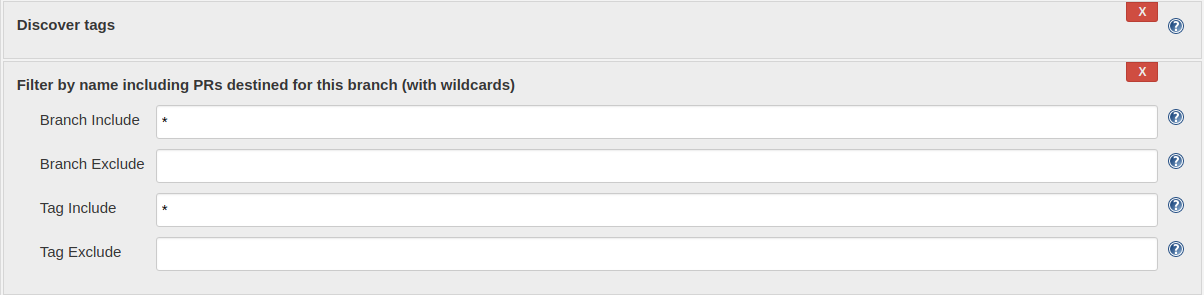 Discover tags
X
?
Filter by name including PRs destined for this branch (with wildcards)
X
Branch Include
*
?
Branch Exclude
?
Tag Include
*
?
Tag Exclude
?